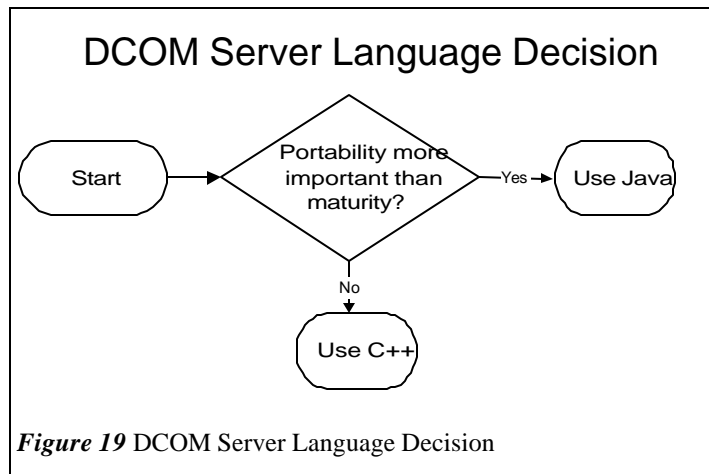 DCOM Server Language Decision
Start
Portability more
important than
maturity?
Yes
Use Java
No
Use C++
Figure 19 DCOM Server Language Decision